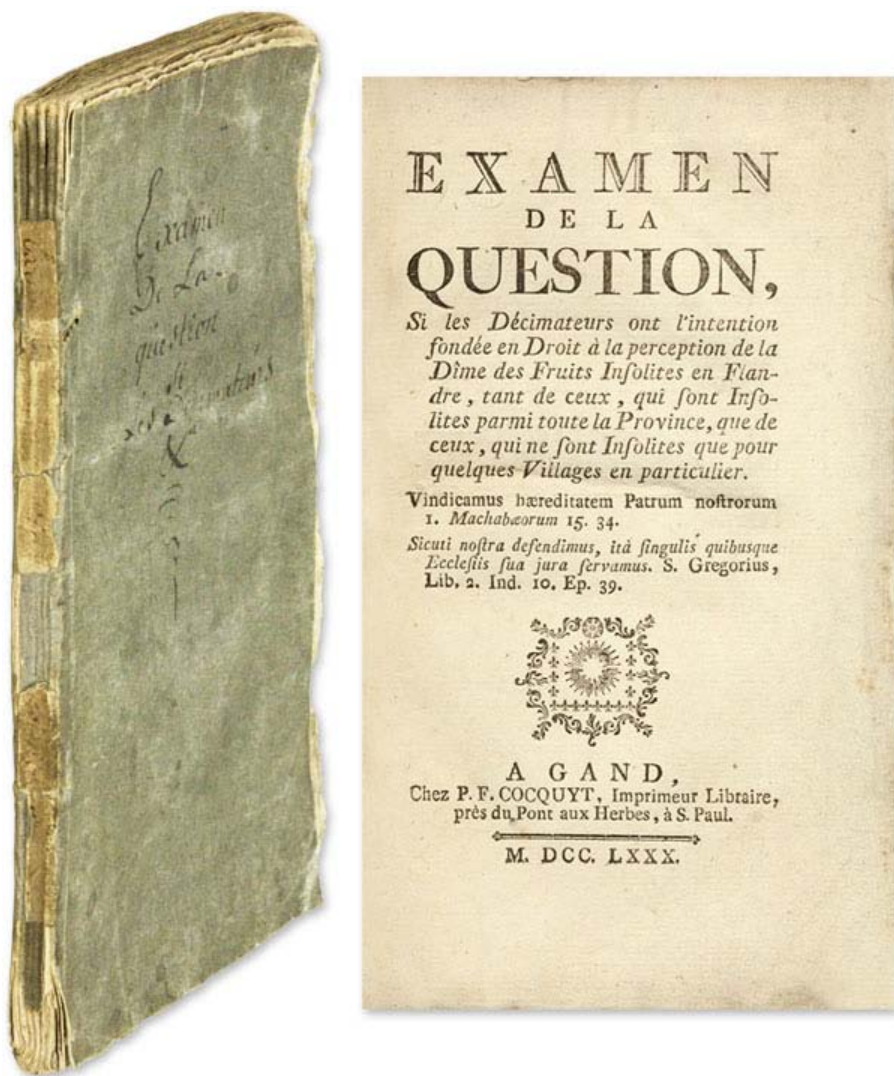 Examen
De La
question
si
Les Decimateurs
EXAMEN
DE LA
QUESTION,
Si les Décimateurs ont l'intention
fondée en Droit à la perception de la
Dîme des Fruits Inſolites en Flan-
dre, tant de ceux, qui ſont Inſo-
lites parmi toute la Province, que de
ceux, qui ne ſont Inſolites que pour
quelques Villages en particulier.
Vindicamus hæreditatem Patrum noſtrorum
1. Machabæorum 15. 34.
Sicuti noſtra defendimus, ità ſingulis quibusque
Eccleſiis ſua jura ſervamus. S. Gregorius,
Lib. 2. Ind. 10. Ep. 39.
A GAND,
Chez P. F. COCQUYT, Imprimeur Libraire,
près du Pont aux Herbes, à S. Paul.
M. DCC. LXXX.